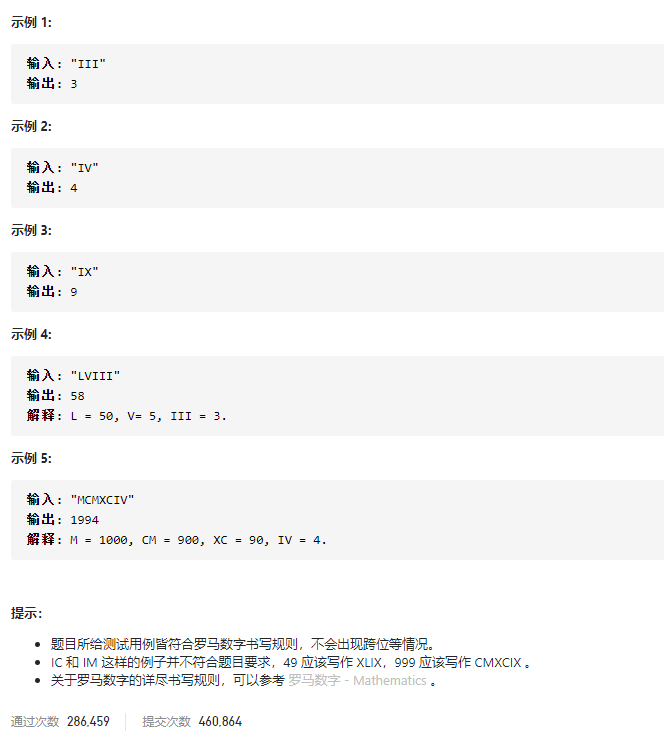 示例 1:
输入: "III"
输出: 3
示例 2:
输入: "IV"
输出: 4
示例 3:
输入: "IX"
输出: 9
示例 4:
输入: "LVIII"
输出: 58
解释: L = 50, V= 5, III = 3.
示例 5:
输入: "MCMXCIV"
输出: 1994
解释: M = 1000, CM = 900, XC = 90, IV = 4.
提示：
• 题目所给测试用例皆符合罗马数字书写规则，不会出现跨位等情况。
• IC 和 IM 这样的例子并不符合题目要求，49 应该写作 XLIX，999 应该写作 CMXCIX 。
• 关于罗马数字的详尽书写规则，可以参考 罗马数字 - Mathematics 。
通过次数 286,459 提交次数 460,864